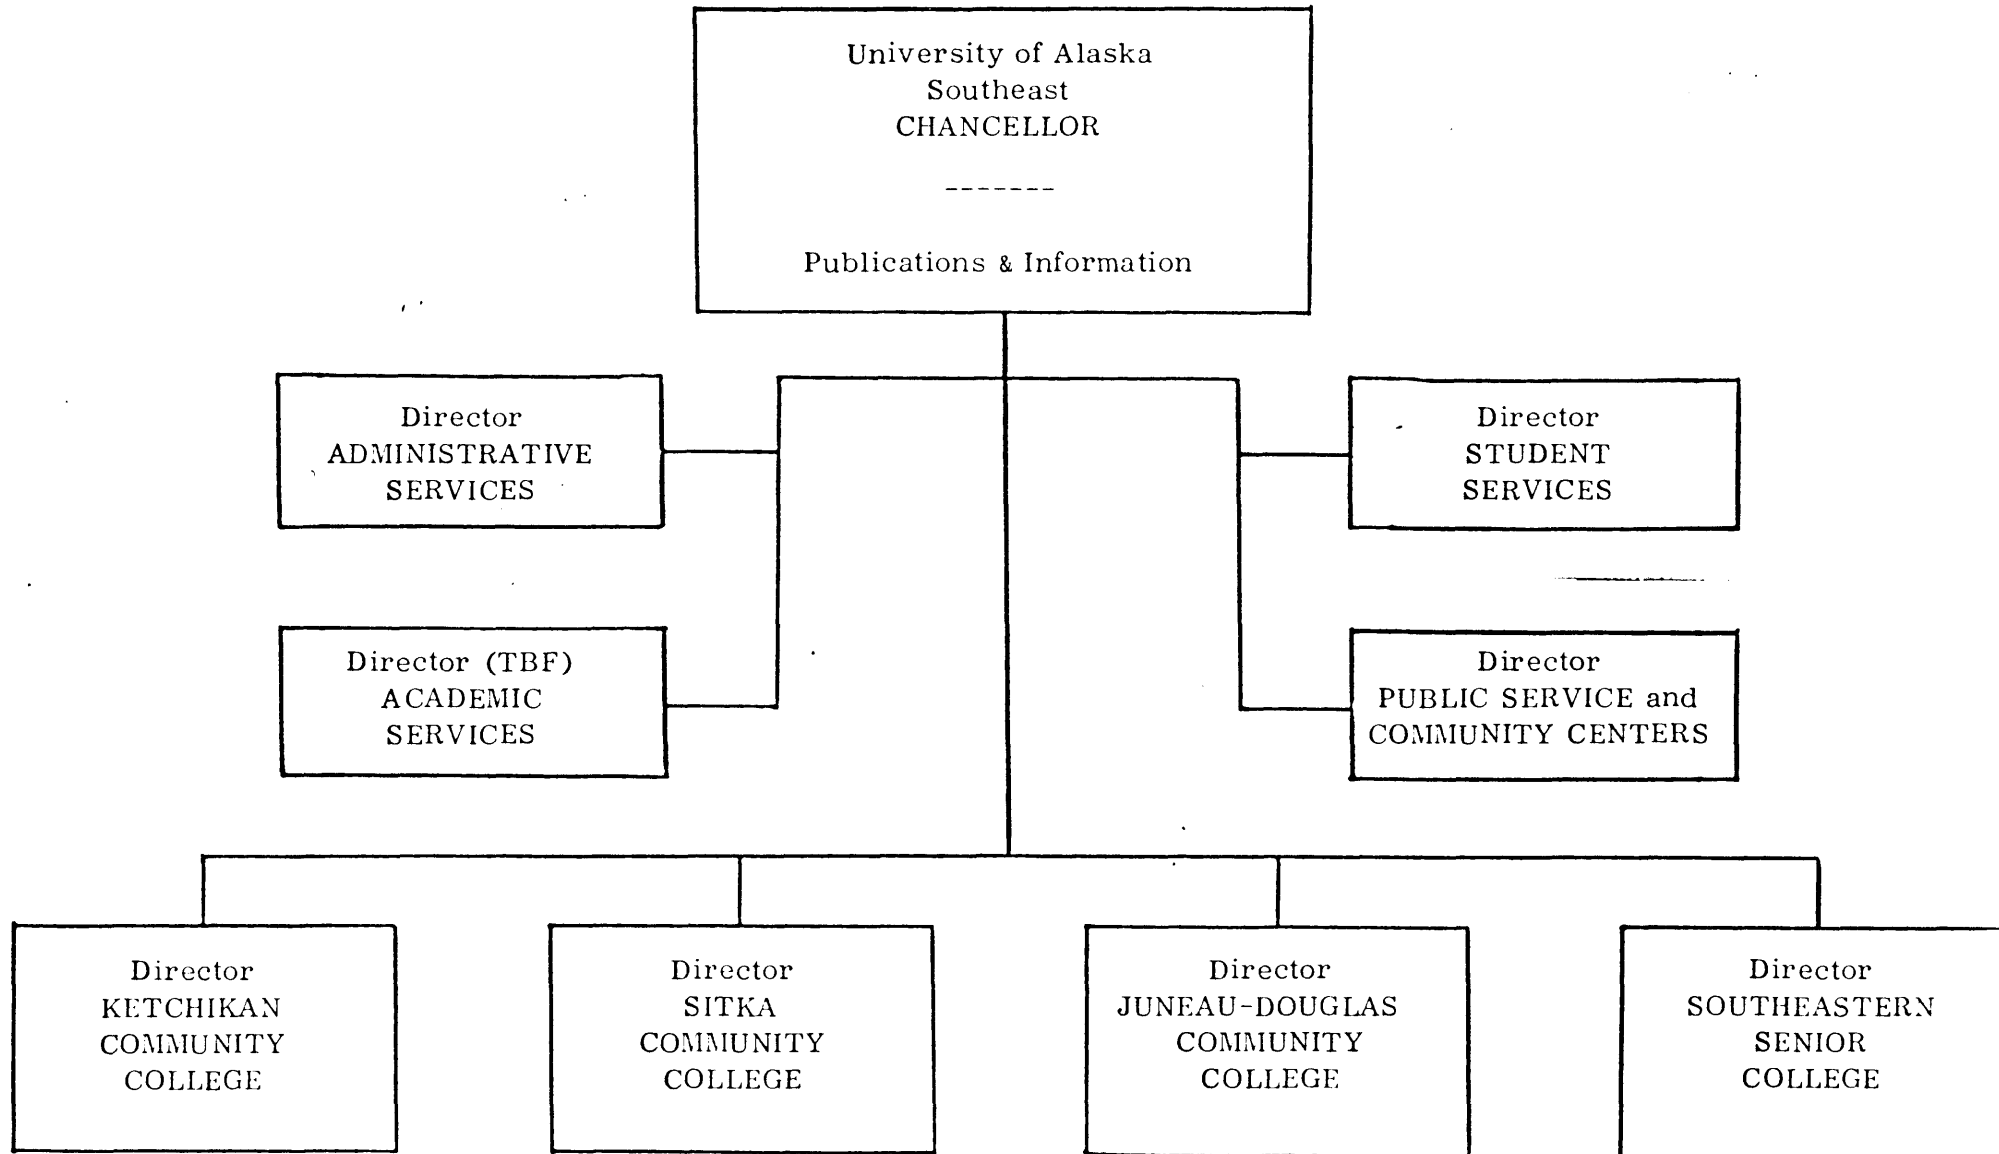 University of Alaska
Southeast
CHANCELLOR
-------
Publications & Information
Director
ADMINISTRATIVE
SERVICES
Director
STUDENT
SERVICES
Director (TBF)
ACADEMIC
SERVICES
Director
PUBLIC SERVICE and
COMMUNITY CENTERS
Director
KETCHIKAN
COMMUNITY
COLLEGE
Director
SITKA
COMMUNITY
COLLEGE
Director
JUNEAU-DOUGLAS
COMMUNITY
COLLEGE
Director
SOUTHEASTERN
SENIOR
COLLEGE